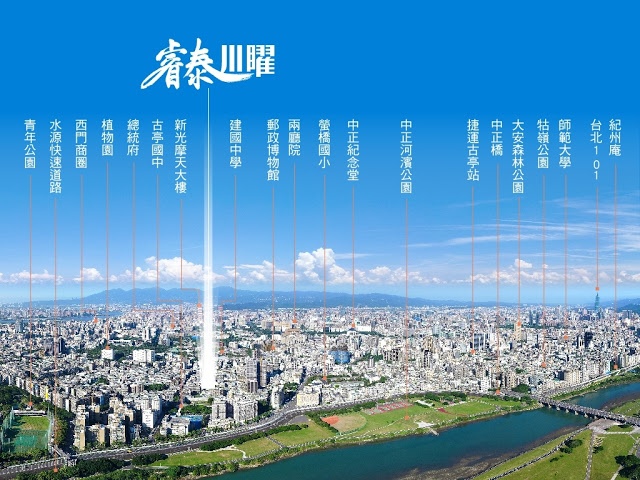 睿泰川曜
青年公園
水源快速道路
西門商圈
植物園
總統府
古亭國中
新光摩天大樓
建國中學
郵政博物館
兩廳院
螢橋國小
中正紀念堂
中正河濱公園
捷運古亭站
中正橋
大安森林公園
牯嶺公園
師範大學
台北101
紀州庵